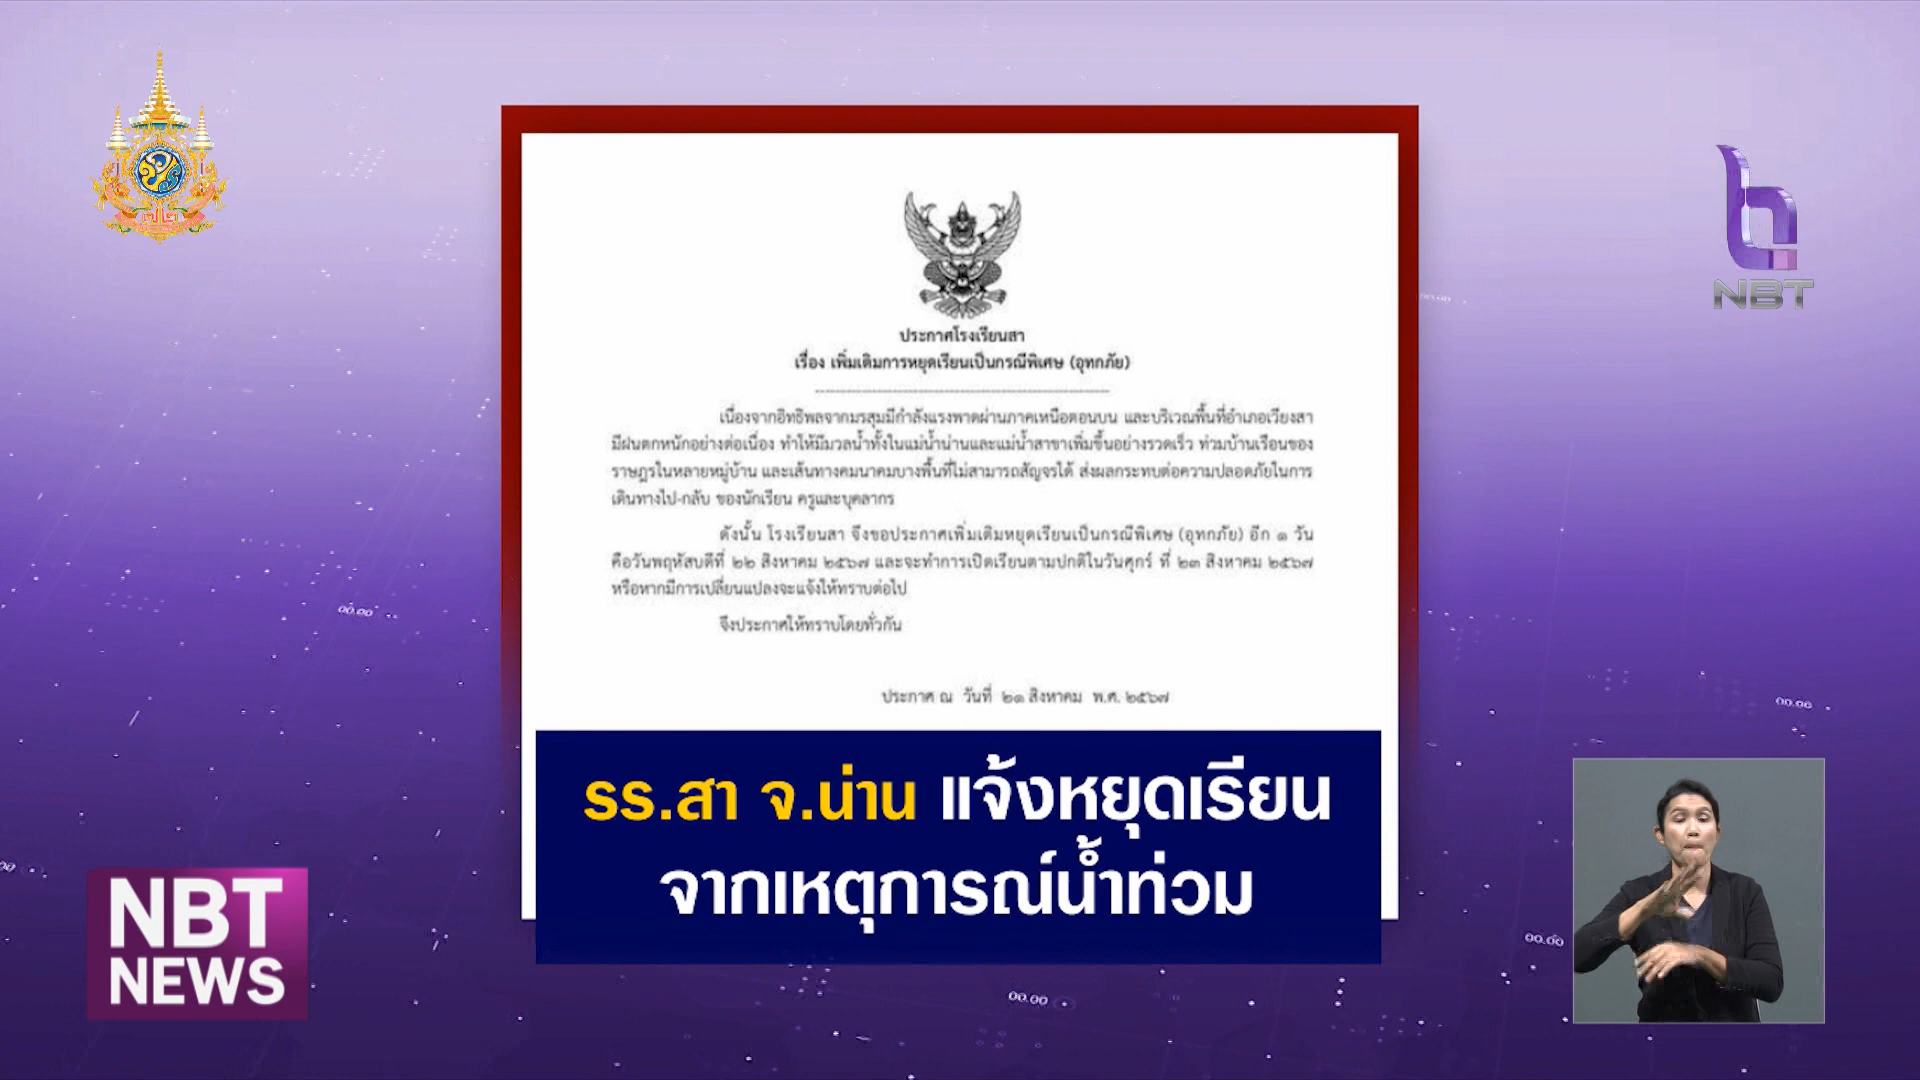 ประกาศโรงเรียนสา
เรื่อง เพิ่มเติมการหยุดเรียนเป็นกรณีพิเศษ (อุทกภัย)
เนื่องจากอิทธิพลจากมรสุมมีกำลังแรงพาดผ่านภาคเหนือตอนบน และบริเวณพื้นที่อำเภอเวียงสา
มีฝนตกหนักอย่างต่อเนื่อง ทำให้มีมวลน้ำทั้งในแม่น้ำน่านและแม่น้ำสาขาเพิ่มขึ้นอย่างรวดเร็ว ท่วมบ้านเรือนของ
ราษฎรในหลายหมู่บ้าน และเส้นทางคมนาคมบางพื้นที่ไม่สามารถสัญจรได้ ส่งผลกระทบต่อความปลอดภัยในการ
เดินทางไป-กลับ ของนักเรียน ครูและบุคลากร
ดังนั้น โรงเรียนสา จึงขอประกาศเพิ่มเติมหยุดเรียนเป็นกรณีพิเศษ (อุทกภัย) อีก ๑ วัน
คือวันพฤหัสบดีที่ ๒๒ สิงหาคม ๒๕๖๗ และจะทำการเปิดเรียนตามปกติในวันศุกร์ ที่ ๒๓ สิงหาคม ๒๕๖๗
หรือหากมีการเปลี่ยนแปลงจะแจ้งให้ทราบต่อไป
จึงประกาศให้ทราบโดยทั่วกัน
ประกาศ ณ วันที่ ๒๑ สิงหาคม พ.ศ. ๒๕๖๗
รร.สา จ.น่าน แจ้งหยุดเรียน
จากเหตุการณ์น้ำท่วม
NBT
NBT
NEWS
๗๒
00.00
00.00
00.00
00.00